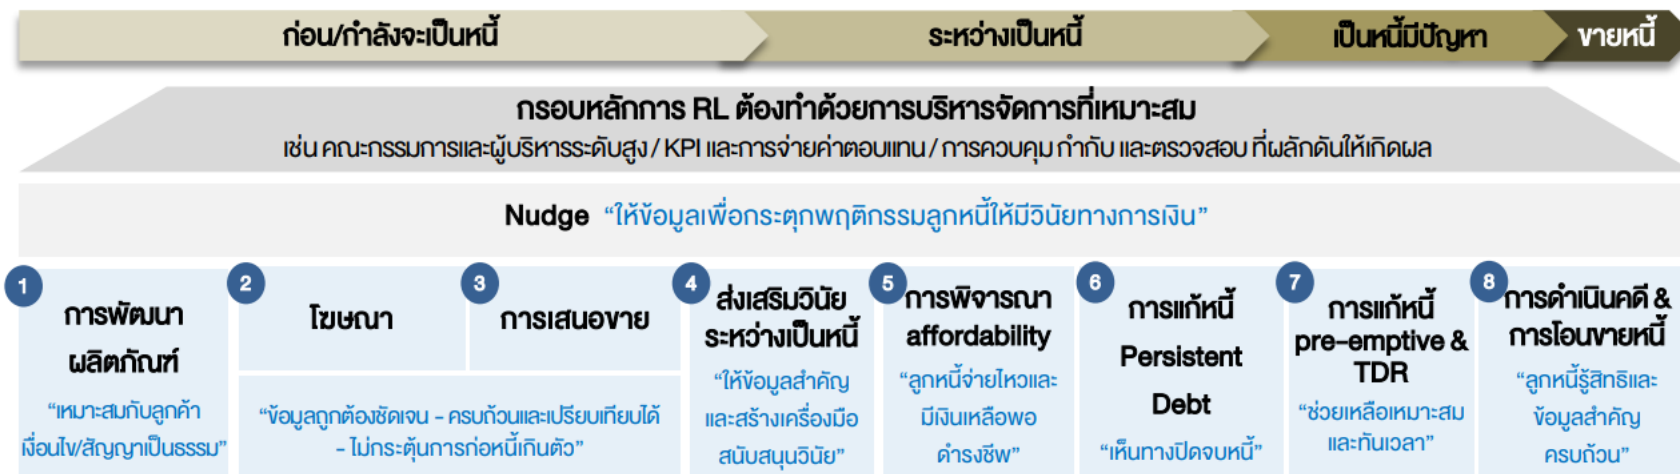 ก่อน/กำลังจะเป็นหนี้
ระหว่างเป็นหนี้
เป็นหนี้มีปัญหา
ขายหนี้
กรอบหลักการ RL ต้องทำด้วยการบริหารจัดการที่เหมาะสม
เช่น คณะกรรมการและผู้บริหารระดับสูง / KPI และการจ่ายค่าตอบแทน / การควบคุม กำกับ และตรวจสอบ ที่ผลักดันให้เกิดผล
Nudge “ให้ข้อมูลเพื่อกระตุกพฤติกรรมลูกหนี้ให้มีวินัยทางการเงิน”
1
การพัฒนา
ผลิตภัณฑ์
“เหมาะสมกับลูกค้า
เงื่อนไข/สัญญาเป็นธรรม”
2
โฆษณา
3
การเสนอขาย
“ข้อมูลถูกต้องชัดเจน - ครบถ้วนและเปรียบเทียบได้
- ไม่กระตุ้นการก่อหนี้เกินตัว”
4
ส่งเสริมวินัย
ระหว่างเป็นหนี้
“ให้ข้อมูลสำคัญ
และสร้างเครื่องมือ
สนับสนุนวินัย”
5
การพิจารณา
affordability
“ลูกหนี้จ่ายไหวและ
มีเงินเหลือพอ
ดำรงชีพ”
6
การแก้หนี้
Persistent
Debt
“เห็นทางปิดจบหนี้”
7
การแก้หนี้
pre-emptive &
TDR
“ช่วยเหลือเหมาะสม
และทันเวลา”
8
การดำเนินคดี &
การโอนขายหนี้
“ลูกหนี้รู้สิทธิและ
ข้อมูลสำคัญ
ครบถ้วน”